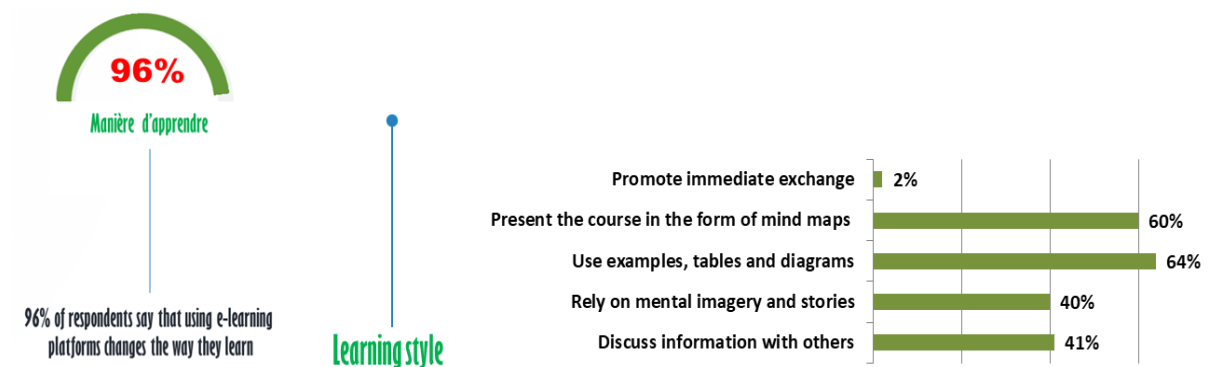 96%
Manière d'apprendre
96% of respondents say that using e-learning
platforms changes the way they learn
Learning style
Promote immediate exchange 2%
Present the course in the form of mind maps 60%
Use examples, tables and diagrams 64%
Rely on mental imagery and stories 40%
Discuss information with others 41%